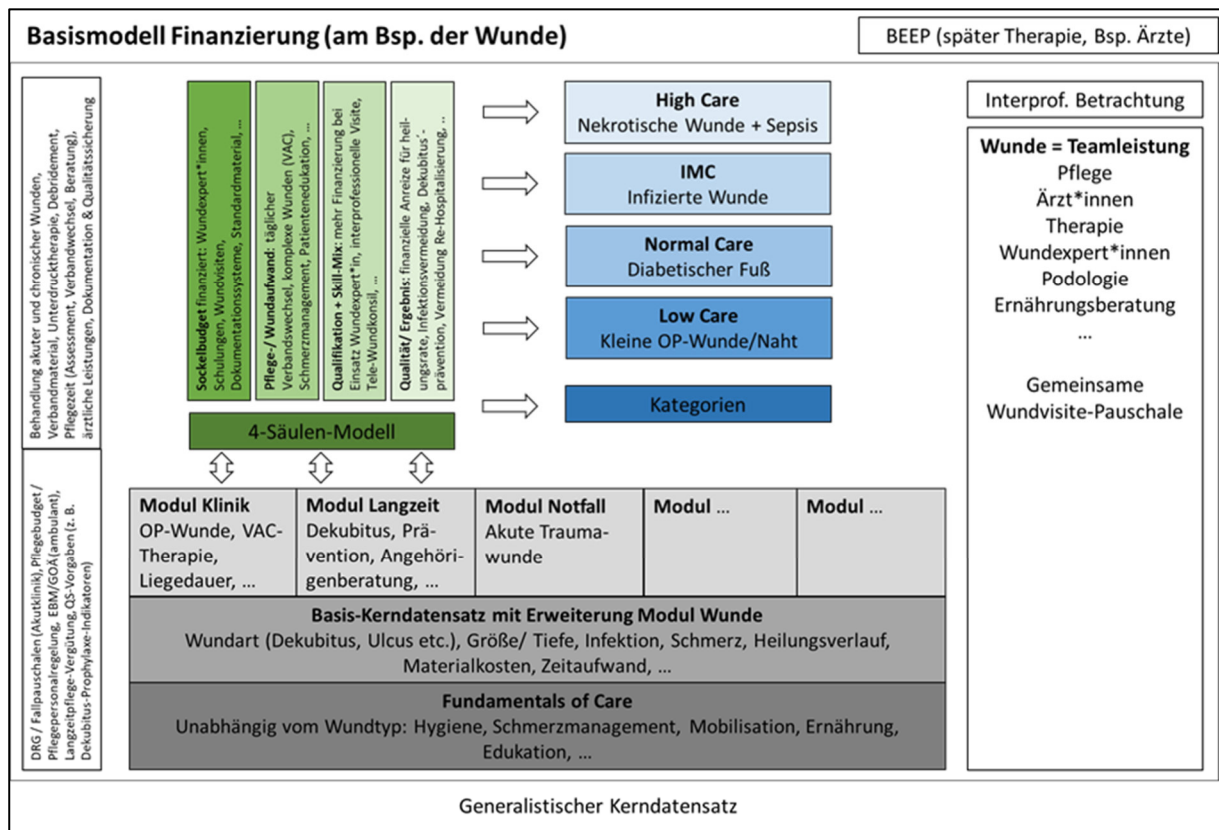 Basismodell Finanzierung (am Bsp. der Wunde)
BEEP (später Therapie, Bsp. Ärzte)
Behandlung akuter und chronischer Wunden,
Verbandmaterial, Unterdrucktherapie, Debridement,
Pflegezeit (Assessment, Verbandwechsel, Beratung),
ärztliche Leistungen, Dokumentation & Qualitätssicherung
DRG / Fallpauschalen (Akutklinik), Pflegebudget /
Pflegepersonalregelung, EBM/GOÄ (ambulant),
Langzeitpflege-Vergütung, QS-Vorgaben (z. B.
Dekubitus-Prophylaxe-Indikatoren)
Sockelbudget finanziert: Wundexpert*innen,
Schulungen, Wundvisiten,
Dokumentationssysteme, Standardmaterial, ...
Pflege-/ Wundaufwand: täglicher
Verbandswechsel, komplexe Wunden (VAC),
Schmerzmanagement, Patientenedukation, ...
Qualifikation + Skill-Mix: mehr Finanzierung bei
Einsatz Wundexpert*in, interprofessionelle Visite,
Tele-Wundkonsil, ...
Qualität/ Ergebnis: finanzielle Anreize für heil-
ungsrate, Infektionsvermeidung, Dekubitus´-
prävention, Vermeidung Re-Hospitalisierung, ..
4-Säulen-Modell
High Care
Nekrotische Wunde + Sepsis
IMC
Infizierte Wunde
Normal Care
Diabetischer Fuß
Low Care
Kleine OP-Wunde/Naht
Kategorien
Interprof. Betrachtung
Wunde = Teamleistung
Pflege
Ärzt*innen
Therapie
Wundexpert*innen
Podologie
Ernährungsberatung
...
Gemeinsame
Wundvisite-Pauschale
Modul Klinik
OP-Wunde, VAC-
Therapie,
Liegedauer, ...
Modul Langzeit
Dekubitus, Prä-
vention, Angehöri-
genberatung, ...
Modul Notfall
Akute Trauma-
wunde
Modul ...
Modul ...
Basis-Kerndatensatz mit Erweiterung Modul Wunde
Wundart (Dekubitus, Ulcus etc.), Größe/ Tiefe, Infektion, Schmerz, Heilungsverlauf,
Materialkosten, Zeitaufwand, ...
Fundamentals of Care
Unabhängig vom Wundtyp: Hygiene, Schmerzmanagement, Mobilisation, Ernährung,
Edukation, ...
Generalistischer Kerndatensatz